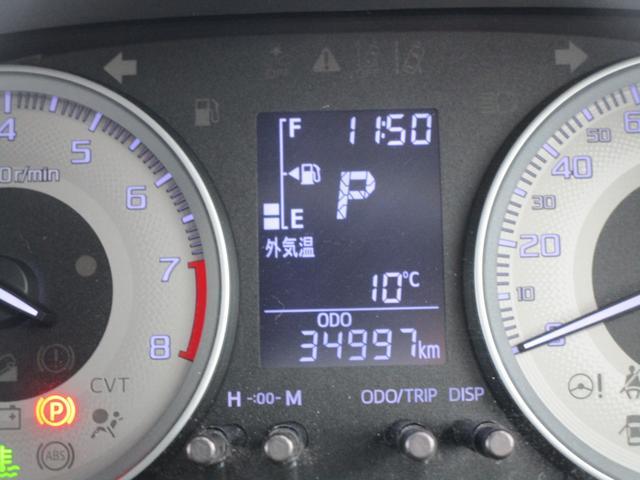 F 11:50
P
E
外気温
10°C
ODO
34997km
H -:00- M ODO/TRIP DISP
4
5
6
7
8
r/min
CVT
P
ABS
60
50
40
30
20
10
0